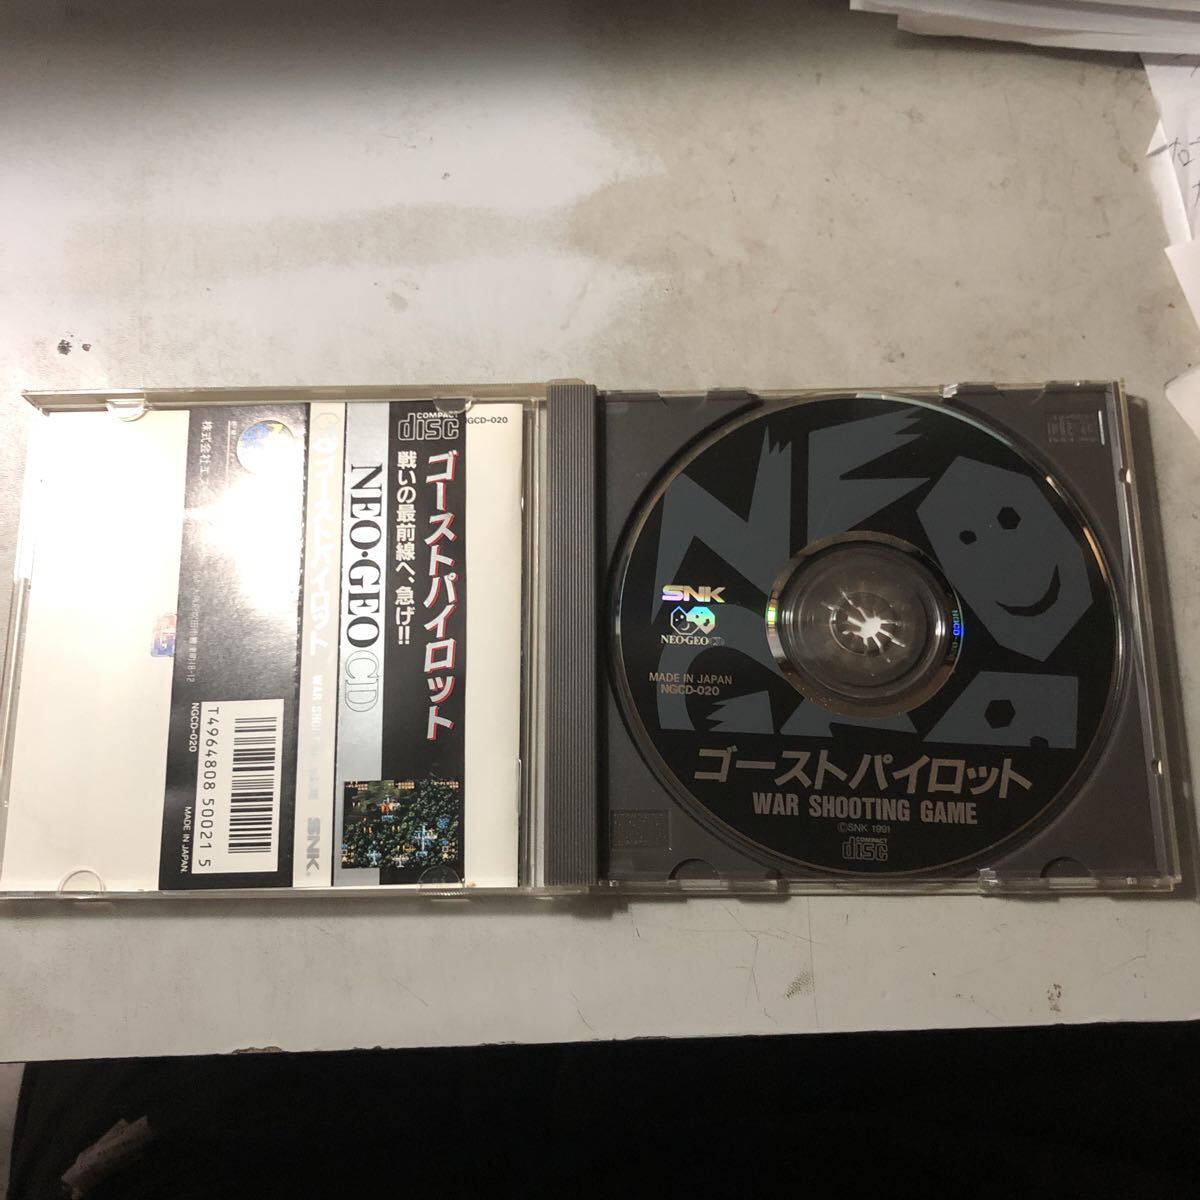 COMPACT
disc
NGCD-020
ゴーストパイロット
戦いの最前線へ、急げ!!
NEO・GEO CD
ゴーストパイロット
WAR SHOOTING GAME
SNK.
株式会社エ
T4964808 50021 5
NGCD-020
MADE IN JAPAN.
NEO
GEO
SNK
NEO・GEO CD
MADE IN JAPAN
NGCD-020
ゴーストパイロット
WAR SHOOTING GAME
©SNK 1991
COMPACT
disc